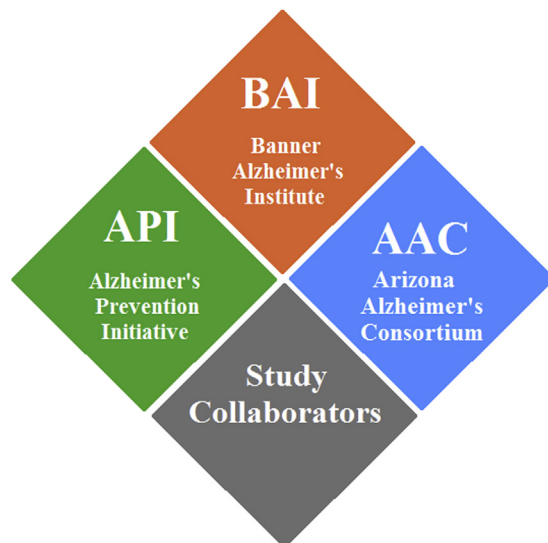 BAI
Banner
Alzheimer's
Institute
API
Alzheimer's
Prevention
Initiative
AAC
Arizona
Alzheimer's
Consortium
Study
Collaborators